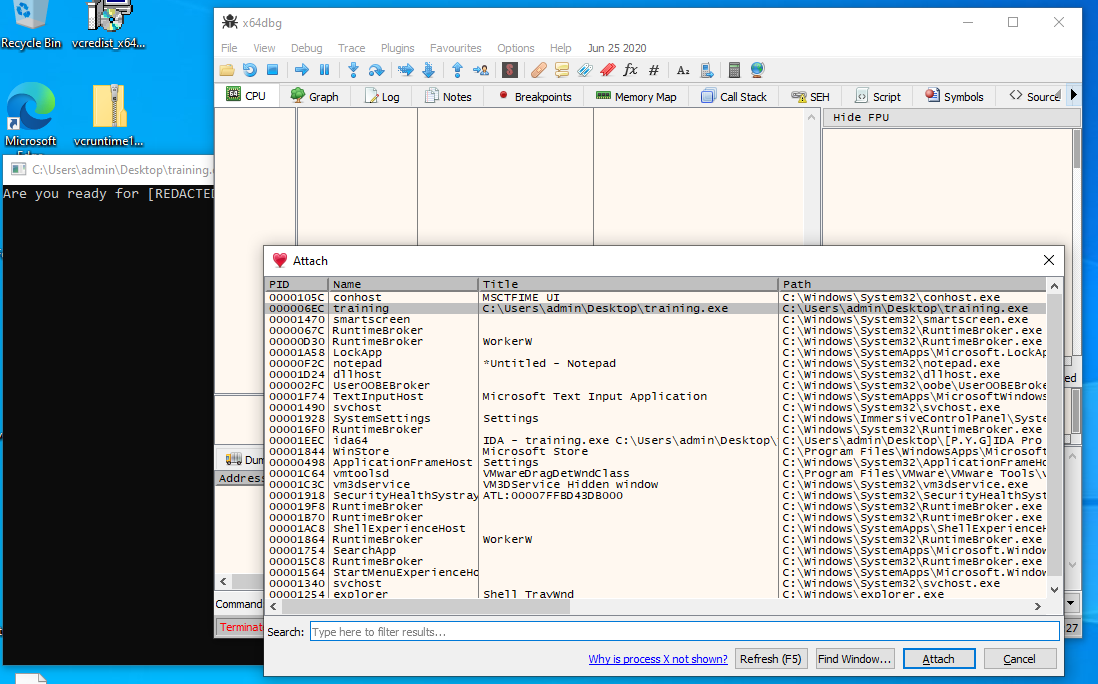 Recycle Bin
vcredist_x64...
Microsoft
vcruntime1...
C:\Users\admin\Desktop\training.
Are you ready for [REDACTED
x64dbg
File View Debug Trace Plugins Favourites Options Help Jun 25 2020
CPU Graph Log Notes Breakpoints Memory Map Call Stack SEH Script Symbols Source
Hide FPU
Attach
PID Name Title Path
0000105C conhost MSCTFIME UI C:\Windows\System32\conhost.exe
000006EC training C:\Users\admin\Desktop\training.exe C:\Users\admin\Desktop\training.exe
00001470 smartscreen C:\Windows\System32\smartscreen.exe
0000067C RuntimeBroker C:\Windows\System32\RuntimeBroker.exe
00000D30 RuntimeBroker WorkerW C:\Windows\System32\RuntimeBroker.exe
00001A58 LockApp C:\Windows\SystemApps\Microsoft.LockAp
00000F2C notepad *Untitled - Notepad C:\Windows\System32\notepad.exe
00001D24 dllhost C:\Windows\System32\dllhost.exe
000002FC UserOOBEBroker C:\Windows\System32\oobe\UserOOBEBroke
00001F74 TextInputHost Microsoft Text Input Application C:\Windows\SystemApps\MicrosoftWindows
00001490 svchost C:\Windows\System32\svchost.exe
00001928 SystemSettings Settings C:\Windows\ImmersiveControlPanel\Syste
000016F0 RuntimeBroker C:\Windows\System32\RuntimeBroker.exe
00001EEC ida64 IDA - training.exe C:\Users\admin\Desktop\ C:\Users\admin\Desktop\[P.Y.G]IDA Pro
00001844 WinStore Microsoft Store C:\Program Files\WindowsApps\Microsoft
00000498 ApplicationFrameHost Settings C:\Windows\System32\ApplicationFrameHo
00001C64 vmtoolsd VMwareDragDetWndClass C:\Program Files\VMware\VMware Tools\v
00001C3C vm3dservice VM3DService Hidden window C:\Windows\System32\vm3dservice.exe
00001918 SecurityHealthSystray ATL:00007FFBD43DB000 C:\Windows\System32\SecurityHealthSyst
000019F8 RuntimeBroker C:\Windows\System32\RuntimeBroker.exe
00001B70 RuntimeBroker C:\Windows\System32\RuntimeBroker.exe
00001AC8 ShellExperienceHost C:\Windows\SystemApps\ShellExperienceH
00001864 RuntimeBroker WorkerW C:\Windows\System32\RuntimeBroker.exe
00001754 SearchApp C:\Windows\SystemApps\Microsoft.Window
000015C8 RuntimeBroker C:\Windows\System32\RuntimeBroker.exe
00001564 StartMenuExperienceHo C:\Windows\SystemApps\Microsoft.Window
00001340 svchost C:\Windows\System32\svchost.exe
00001254 explorer Shell_TrayWnd C:\Windows\explorer.exe
ed
Dum
Address
Command
Terminat
27
Search: Type here to filter results...
Why is process X not shown? Refresh (F5) Find Window... Attach Cancel